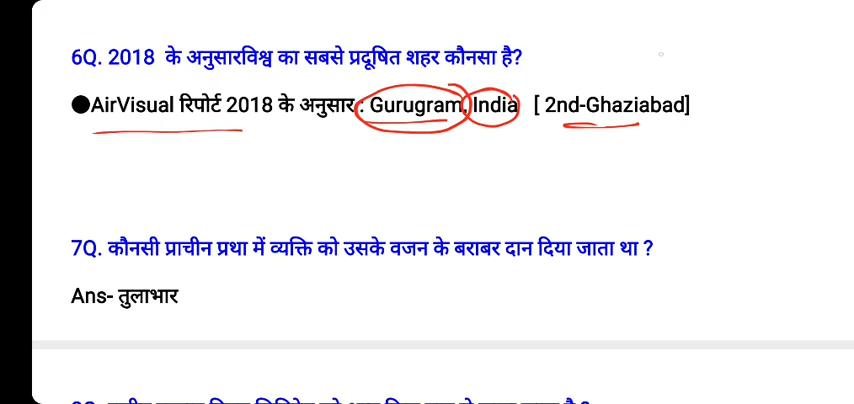 6Q. 2018 के अनुसारविश्व का सबसे प्रदूषित शहर कौनसा है?
●AirVisual रिपोर्ट 2018 के अनुसार : Gurugram, India [ 2nd-Ghaziabad]
7Q. कौनसी प्राचीन प्रथा में व्यक्ति को उसके वजन के बराबर दान दिया जाता था ?
Ans- तुलाभार